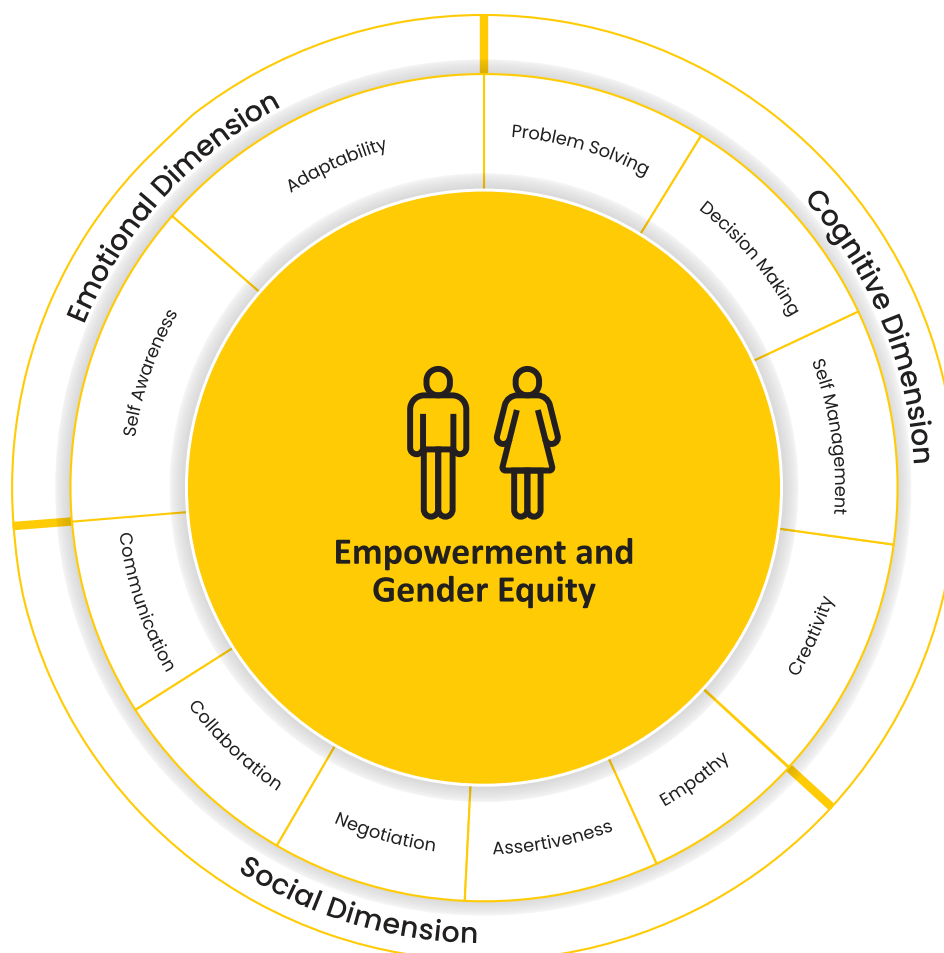 Emotional Dimension
Adaptability
Self Awareness
Cognitive Dimension
Problem Solving
Decision Making
Self Management
Creativity
Social Dimension
Empathy
Assertiveness
Negotiation
Collaboration
Communication
Empowerment and
Gender Equity